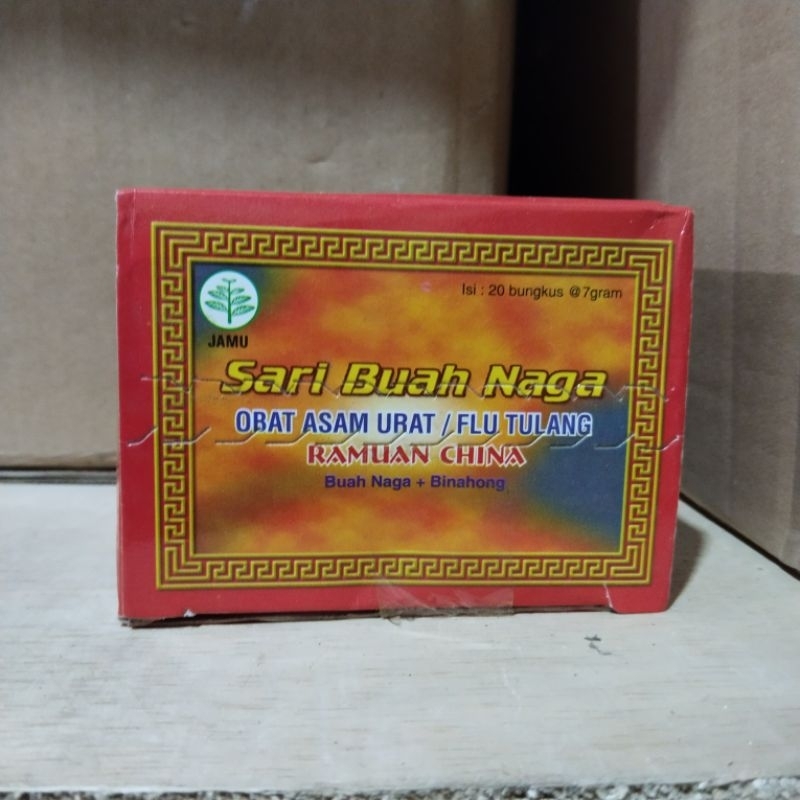 Isi : 20 bungkus @7gram
JAMU
Sari Buah Naga
OBAT ASAM URAT / FLU TULANG
RAMUAN CHINA
Buah Naga + Binahong